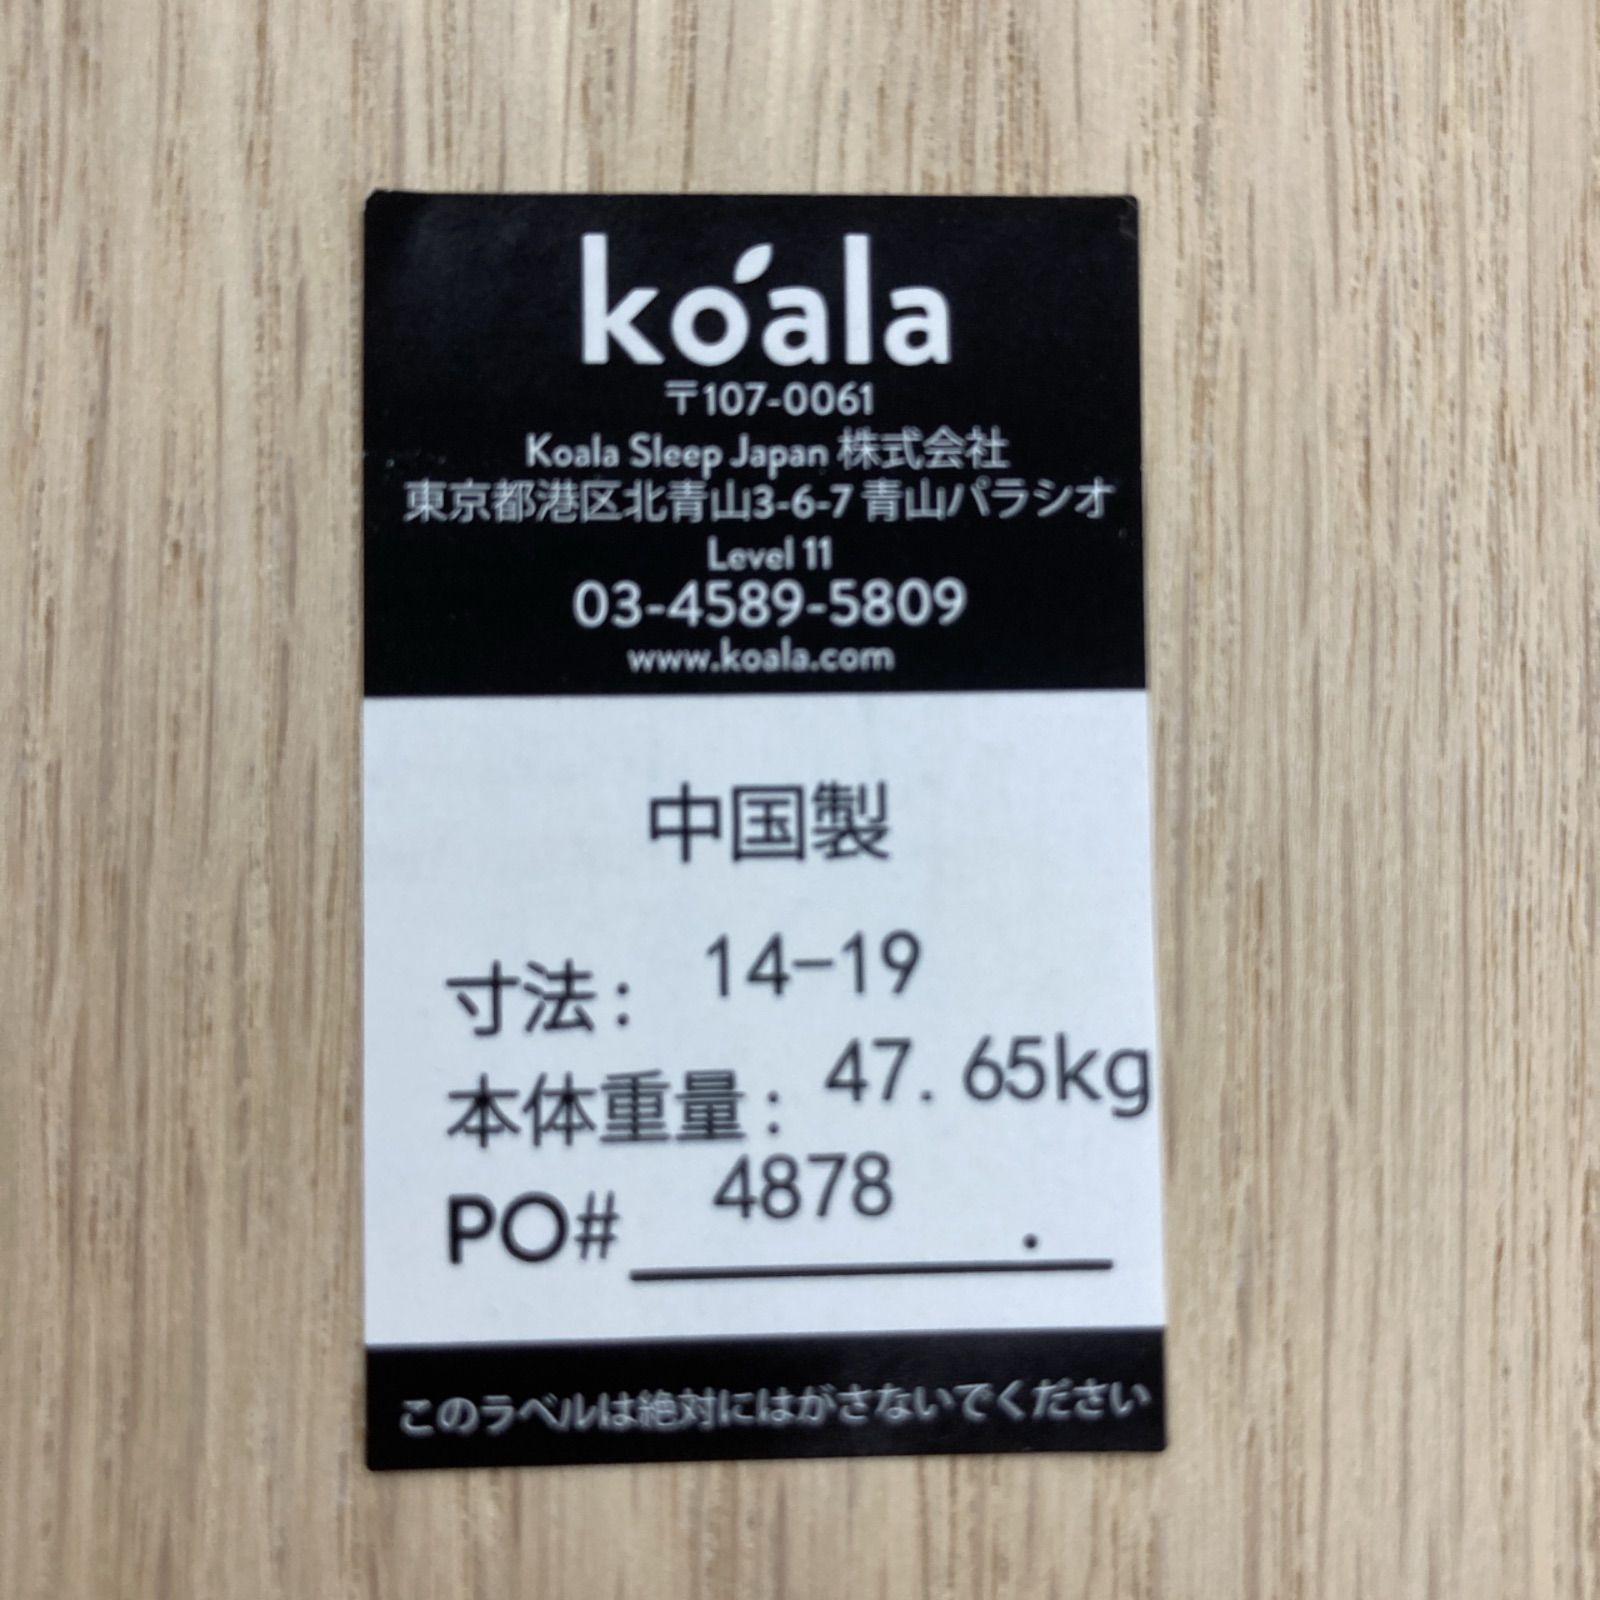 koala
〒107-0061
Koala Sleep Japan 株式会社
東京都港区北青山3-6-7 青山パラシオ
Level 11
03-4589-5809
www.koala.com
中国製
寸法: 14-19
本体重量: 47.65kg
PO# 4878 .
このラベルは絶対にはがさないでください